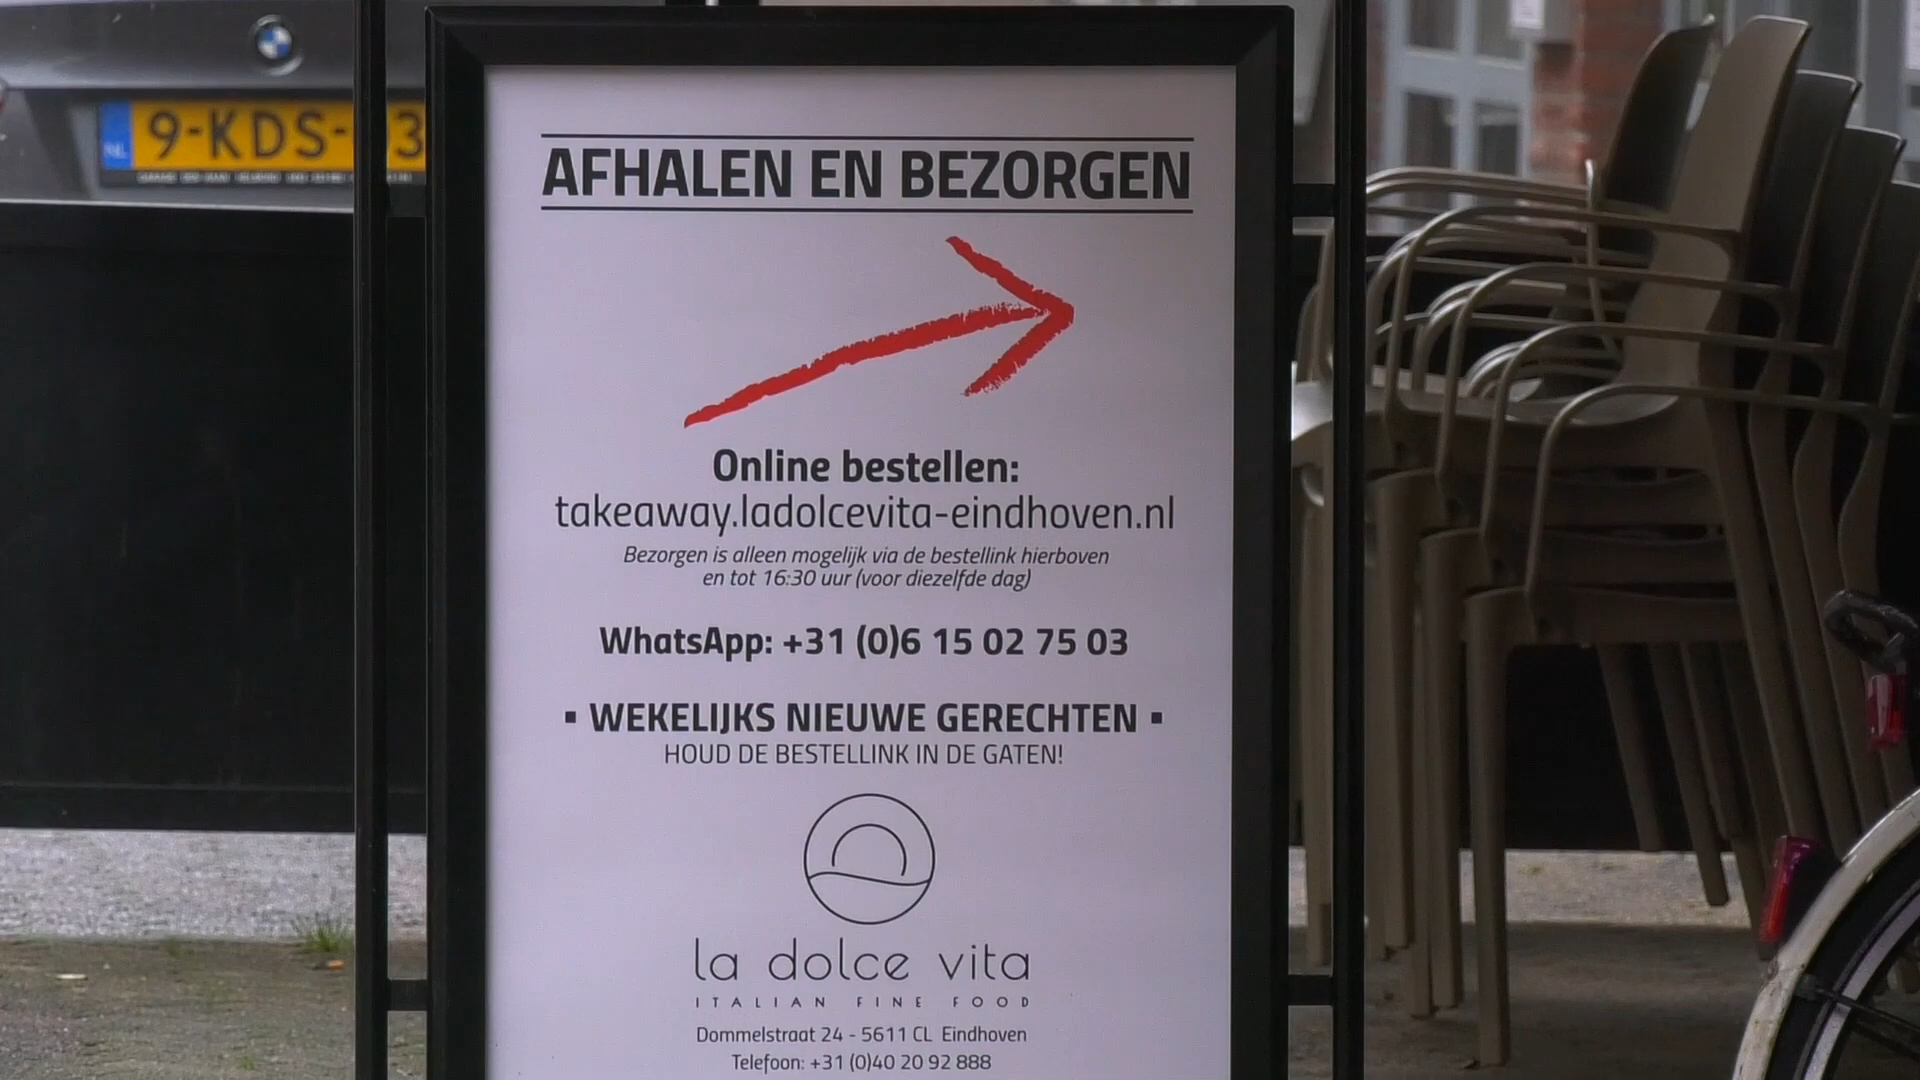 9-KDS-
3
AFHALEN EN BEZORGEN
Online bestellen:
takeaway.ladolcevita-eindhoven.nl
Bezorgen is alleen mogelijk via de bestellink hierboven
en tot 16:30 uur (voor diezelfde dag)
WhatsApp: +31 (0)6 15 02 75 03
▪ WEKELIJKS NIEUWE GERECHTEN ▪
HOUD DE BESTELLINK IN DE GATEN!
la dolce vita
ITALIAN FINE FOOD
Dommelstraat 24 - 5611 CL Eindhoven
Telefoon: +31 (0)40 20 92 888